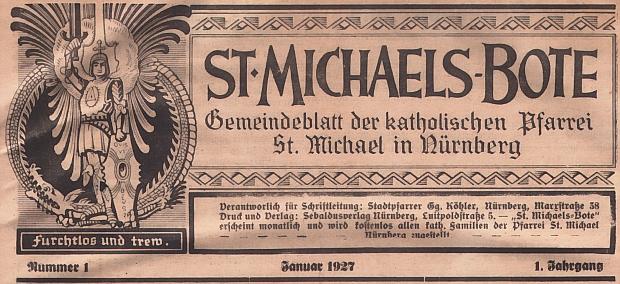 ST. MICHAELS-BOTE
Gemeindeblatt der katholischen Pfarrei
St. Michael in Nürnberg
Furchtlos und treu.
Verantworlich für Schriftleitung: Stadtpfarrer Gg. Köhler, Nürnberg, Marxstraße 38
Druck und Verlag: Sebaldusverlag Nürnberg, Luitpoldstraße 5. — „St. Michaels-Bote"
erscheint monatlich und wird kostenlos allen kath. Familien der Pfarrei St. Michael
Nürnberg zugestellt.
Nummer 1 Januar 1927 1. Jahrgang